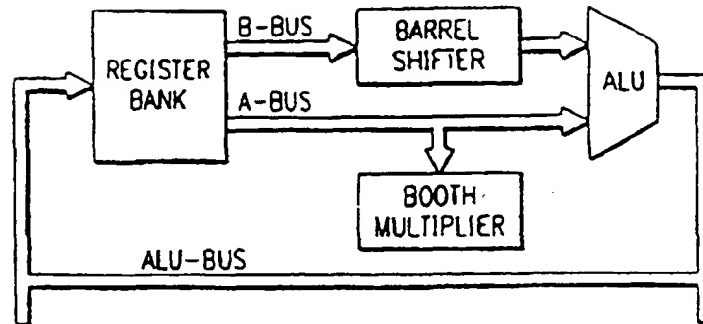 B-BUS
BARREL
SHIFTER
REGISTER
BANK
ALU
A-BUS
BOOTH
MULTIPLIER
ALU-BUS